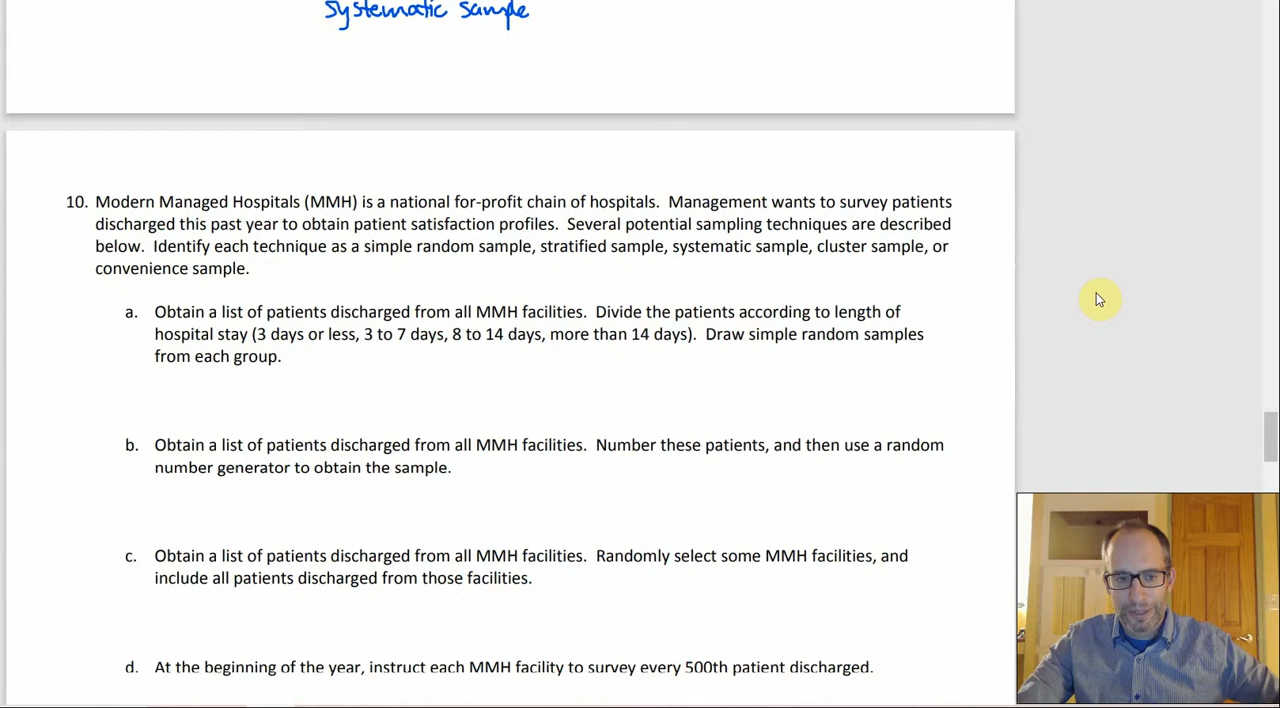 systematic sample
10. Modern Managed Hospitals (MMH) is a national for-profit chain of hospitals. Management wants to survey patients
discharged this past year to obtain patient satisfaction profiles. Several potential sampling techniques are described
below. Identify each technique as a simple random sample, stratified sample, systematic sample, cluster sample, or
convenience sample.
a. Obtain a list of patients discharged from all MMH facilities. Divide the patients according to length of
hospital stay (3 days or less, 3 to 7 days, 8 to 14 days, more than 14 days). Draw simple random samples
from each group.
b. Obtain a list of patients discharged from all MMH facilities. Number these patients, and then use a random
number generator to obtain the sample.
c. Obtain a list of patients discharged from all MMH facilities. Randomly select some MMH facilities, and
include all patients discharged from those facilities.
d. At the beginning of the year, instruct each MMH facility to survey every 500th patient discharged.